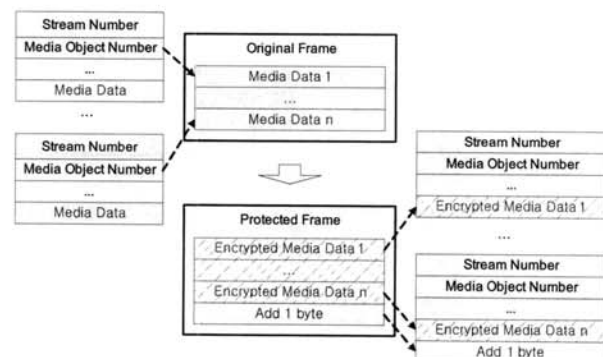 Stream Number
Media Object Number
...
Media Data
...
Stream Number
Media Object Number
...
Media Data
Original Frame
Media Data 1
...
Media Data n
Protected Frame
Encrypted Media Data 1
...
Encrypted Media Data n
Add 1 byte
Stream Number
Media Object Number
...
Encrypted Media Data 1
...
Stream Number
Media Object Number
...
Encrypted Media Data n
Add 1 byte